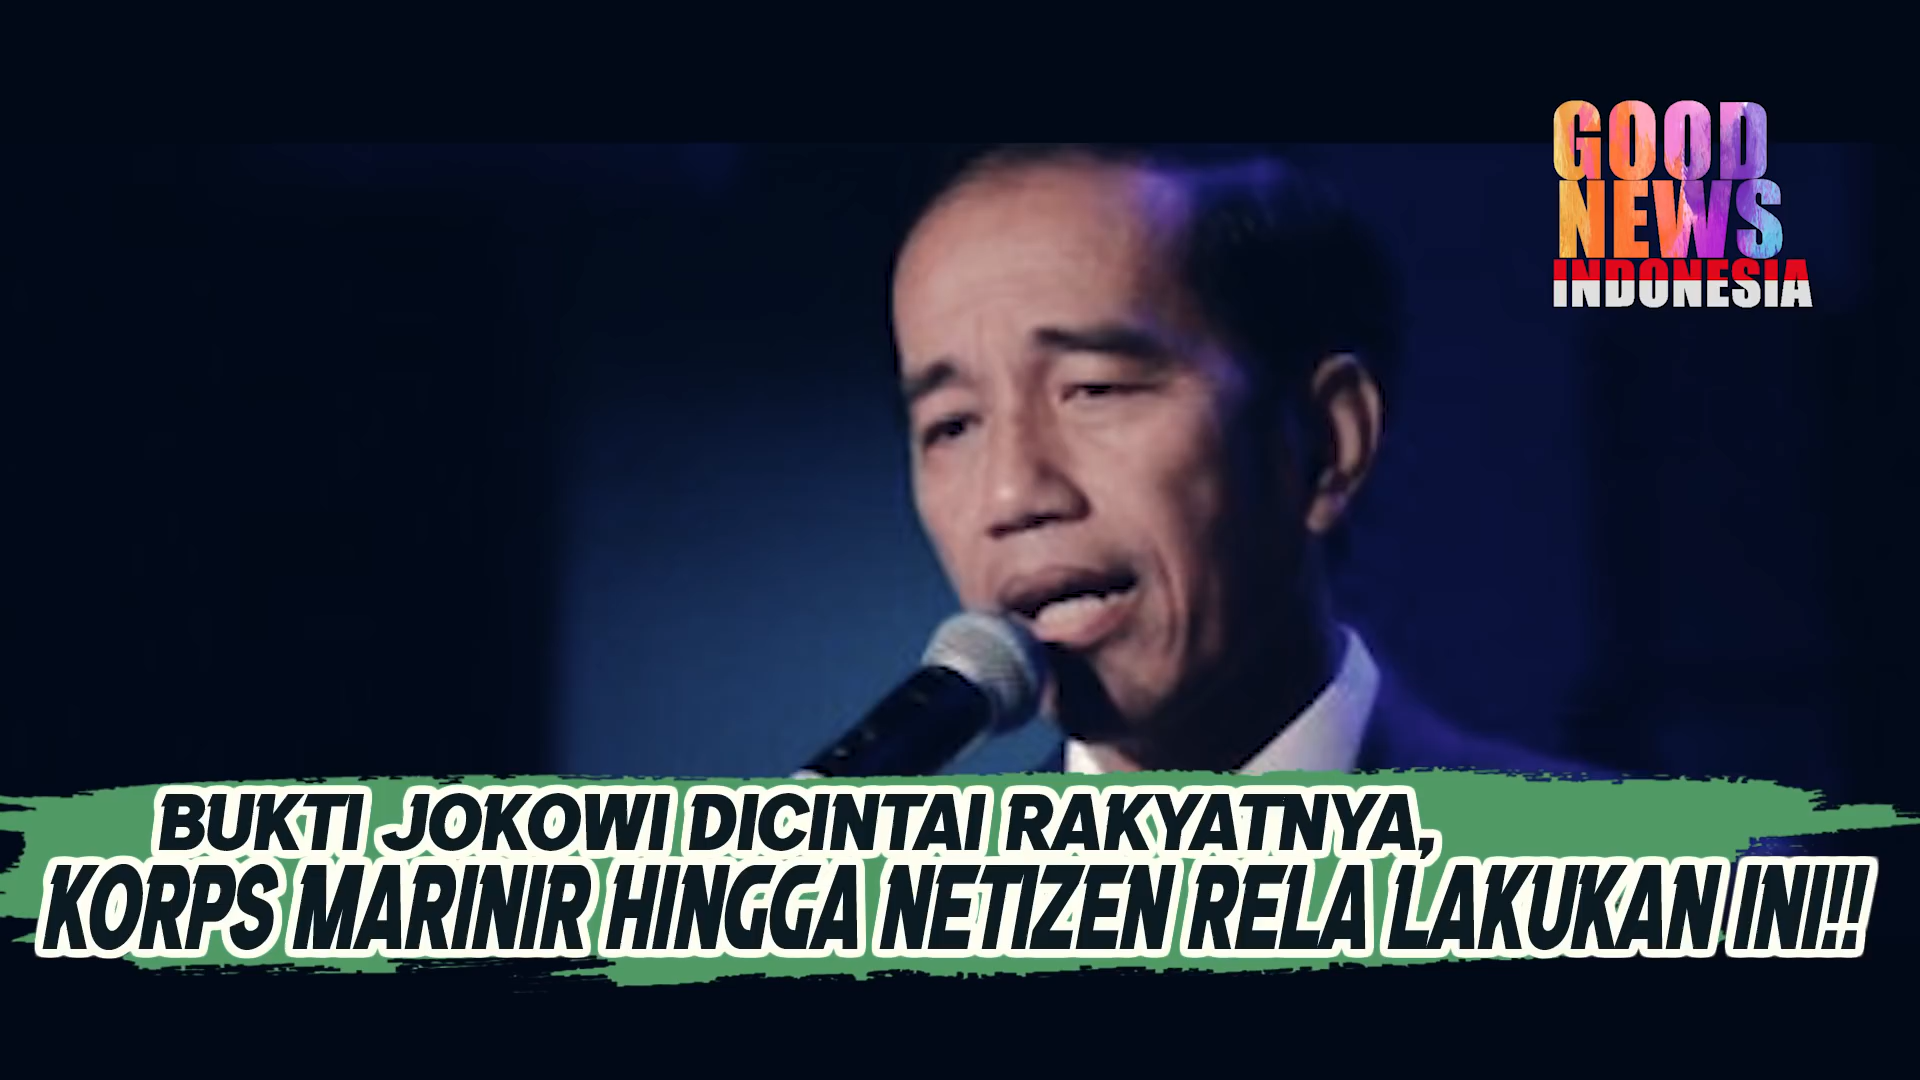 GOOD
NEWS
INDONESIA
BUKTI JOKOWI DICINTAI RAKYATNYA,
KORPS MARINIR HINGGA NETIZEN RELA LAKUKAN INI!!